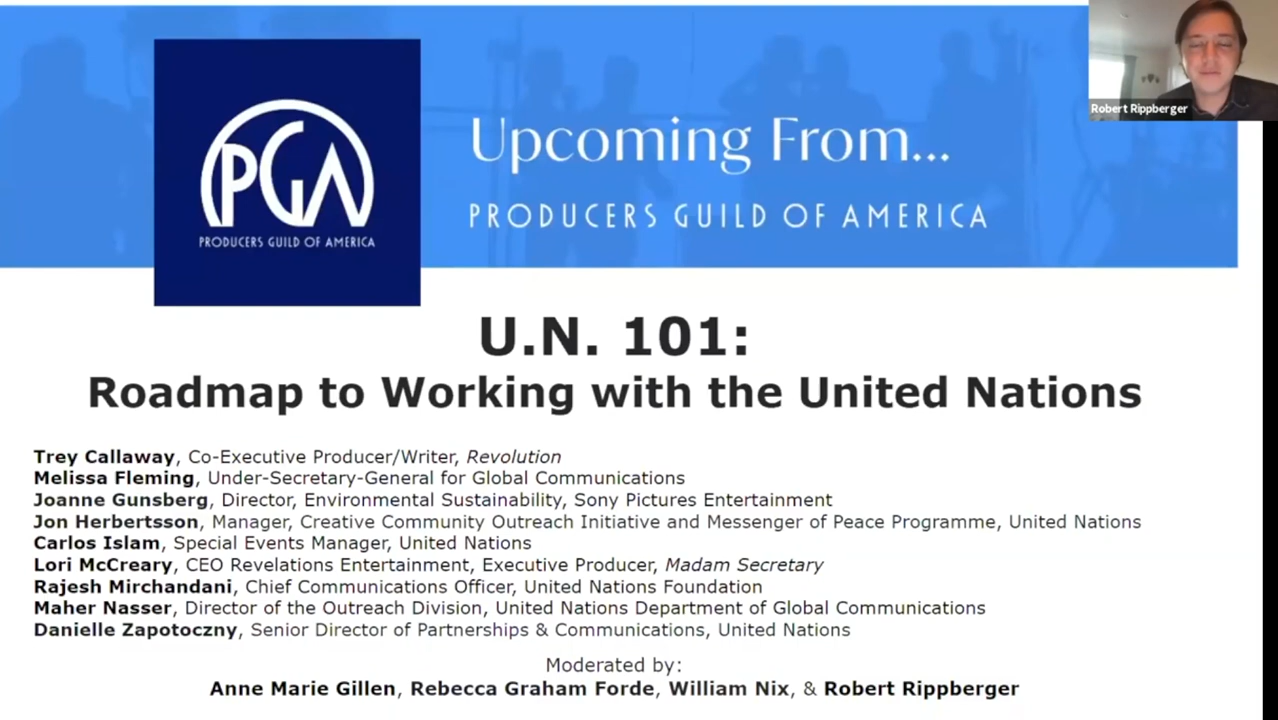 PGA
PRODUCERS GUILD OF AMERICA
Upcoming From...
PRODUCERS GUILD OF AMERICA
Robert Rippberger
U.N. 101:
Roadmap to Working with the United Nations
Trey Callaway, Co-Executive Producer/Writer, Revolution
Melissa Fleming, Under-Secretary-General for Global Communications
Joanne Gunsberg, Director, Environmental Sustainability, Sony Pictures Entertainment
Jon Herbertsson, Manager, Creative Community Outreach Initiative and Messenger of Peace Programme, United Nations
Carlos Islam, Special Events Manager, United Nations
Lori McCreary, CEO Revelations Entertainment, Executive Producer, Madam Secretary
Rajesh Mirchandani, Chief Communications Officer, United Nations Foundation
Maher Nasser, Director of the Outreach Division, United Nations Department of Global Communications
Danielle Zapotoczny, Senior Director of Partnerships & Communications, United Nations
Moderated by:
Anne Marie Gillen, Rebecca Graham Forde, William Nix, & Robert Rippberger